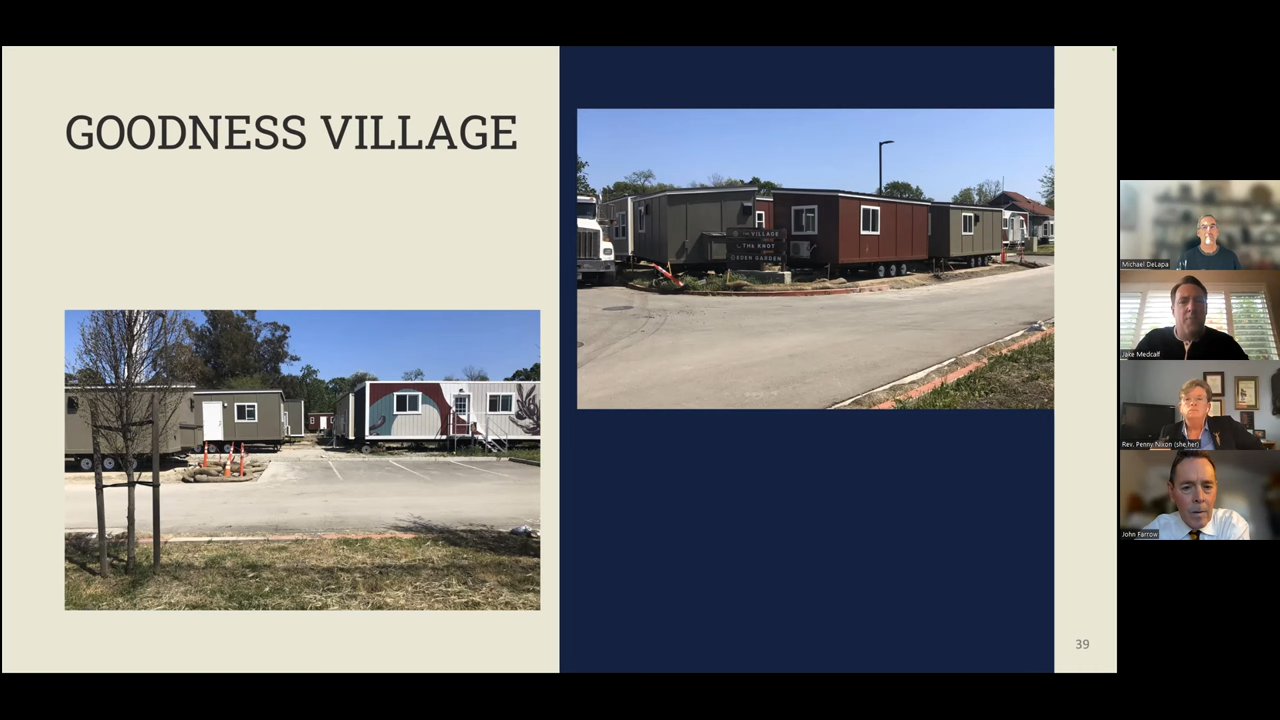 GOODNESS VILLAGE
THE VILLAGE
THE KNOT
EDEN GARDEN
39
Michael DeLapa
Jake Medcalf
Rev. Penny Nixon (she,her)
John Farrow